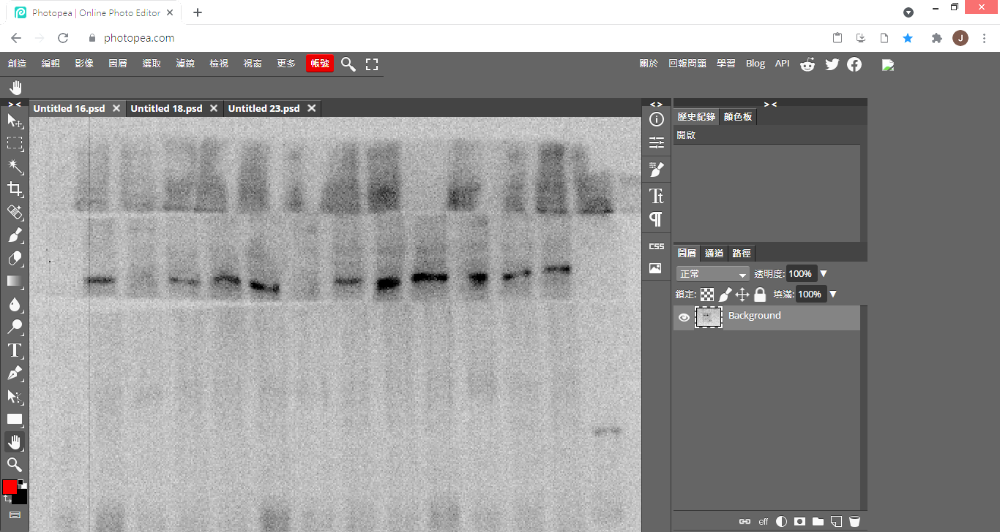 Photopea | Online Photo Editor
photopea.com
J
創造 編輯 影像 圖層 選取 濾鏡 檢視 視窗 更多 帳號
關於 回報問題 學習 Blog API
Untitled 16.psd
Untitled 18.psd
Untitled 23.psd
歷史紀錄 顏色板
開啟
CSS
圖層 通道 路徑
正常 透明度: 100%
鎖定: 填滿: 100%
Background
eff